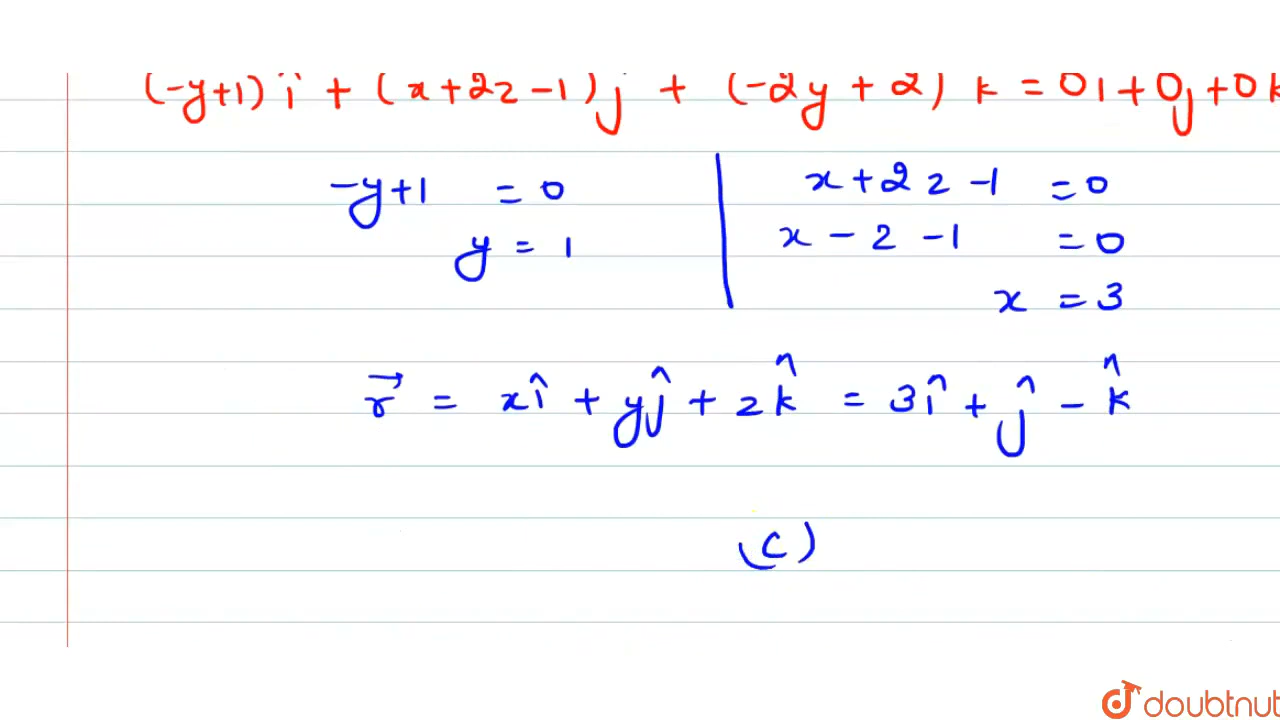 (-y+1) i + (x+2z-1) j + (-2y+2) k = 0i+0j+0k
-y+1 = 0
y = 1
x+2z-1 = 0
x-2-1 = 0
x = 3
r⃗ = xî + yĵ + zk̂ = 3î + ĵ - k̂
(c)
doubtnut